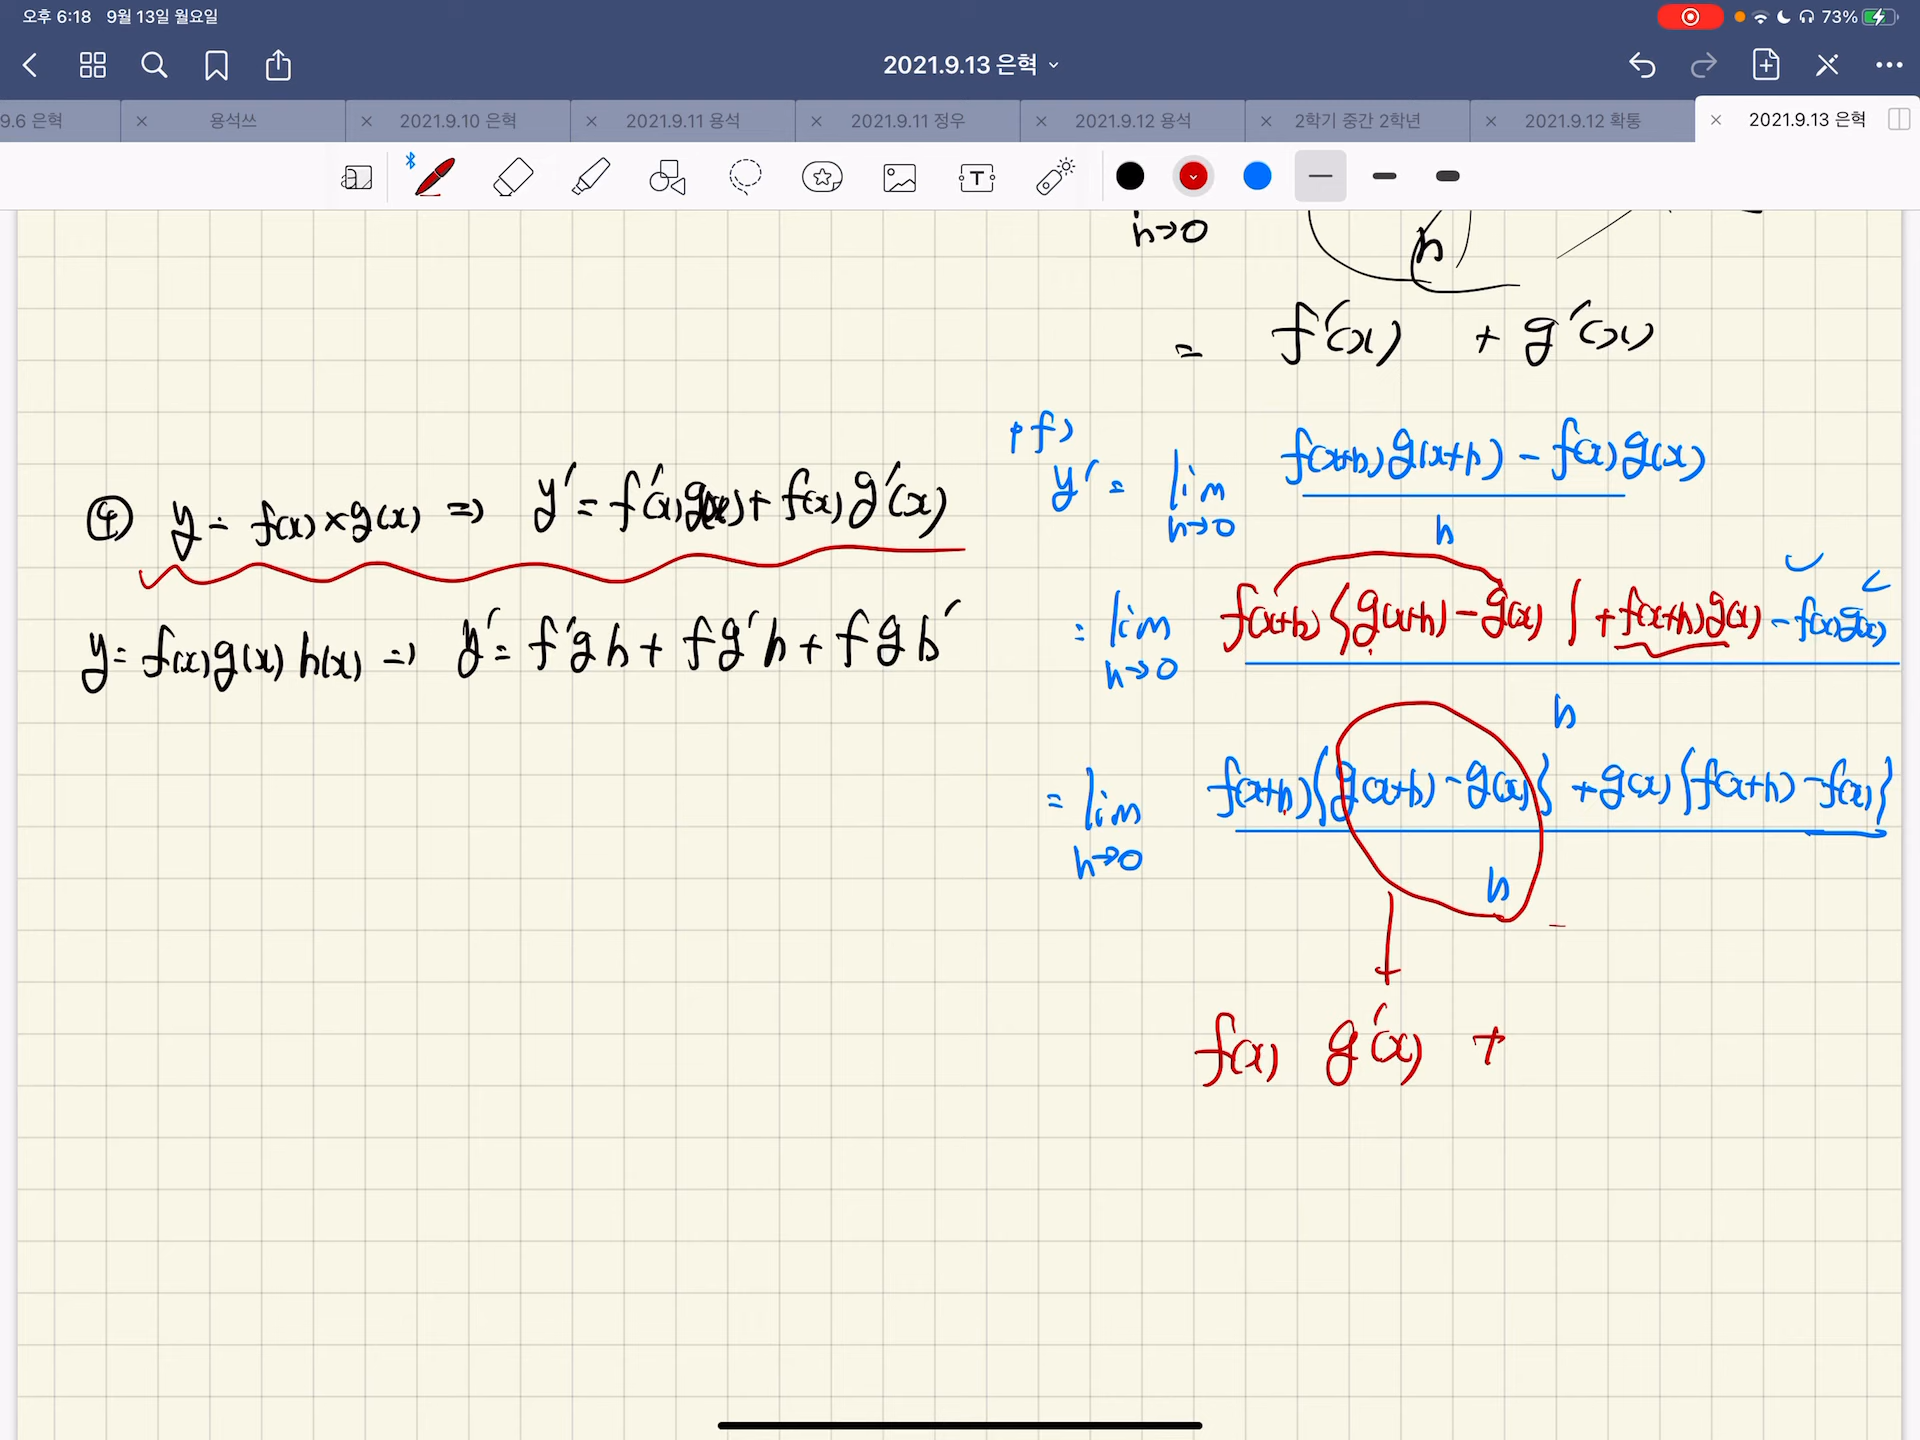 오후 6:18 9월 13일 월요일
73%
2021.9.13 은혁
9.6 은혁
용석쓰
2021.9.10 은혁
2021.9.11 용석
2021.9.11 정우
2021.9.12 용석
2학기 중간 2학년
2021.9.12 확통
2021.9.13 은혁
h→0
h
= f'(x) + g'(x)
④ y = f(x)×g(x) ⇒ y' = f'(x)g(x) + f(x)g'(x)
y = f(x)g(x)h(x) ⇒ y' = f'gh + fg'h + fgh'
pf)
y' = lim h→0 f(x+h)g(x+h) - f(x)g(x)
h
= lim h→0 f(x+h){g(x+h) - g(x)} + f(x+h)g(x) - f(x)g(x)
h
= lim h→0 f(x+h){g(x+h) - g(x)} + g(x){f(x+h) - f(x)}
h
f(x) g'(x) +